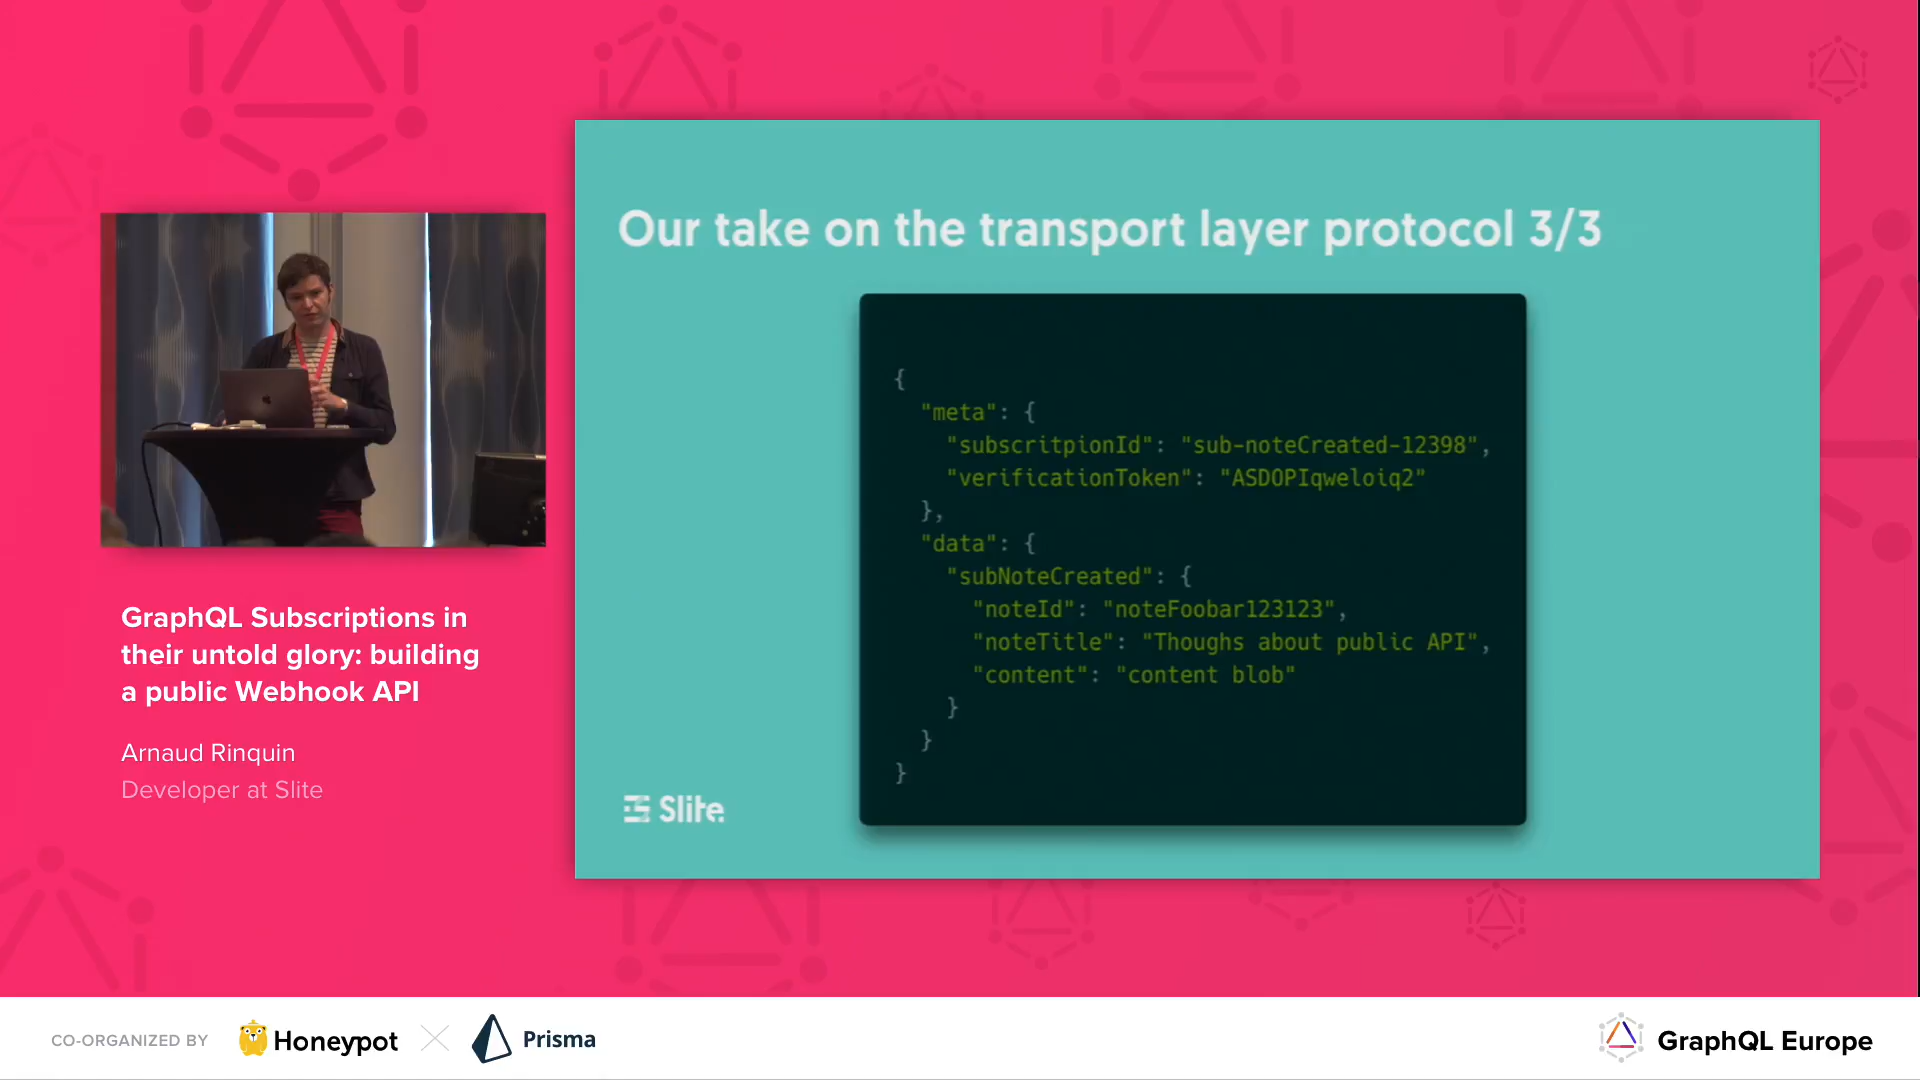 Our take on the transport layer protocol 3/3
{
"meta": {
"subscritpionId": "sub-noteCreated-12398",
"verificationToken": "ASDOPIqweloiq2"
},
"data": {
"subNoteCreated": {
"noteId": "noteFoobar123123",
"noteTitle": "Thoughs about public API",
"content": "content blob"
}
}
}
Slite.
GraphQL Subscriptions in
their untold glory: building
a public Webhook API
Arnaud Rinquin
Developer at Slite
CO-ORGANIZED BY Honeypot Prisma GraphQL Europe